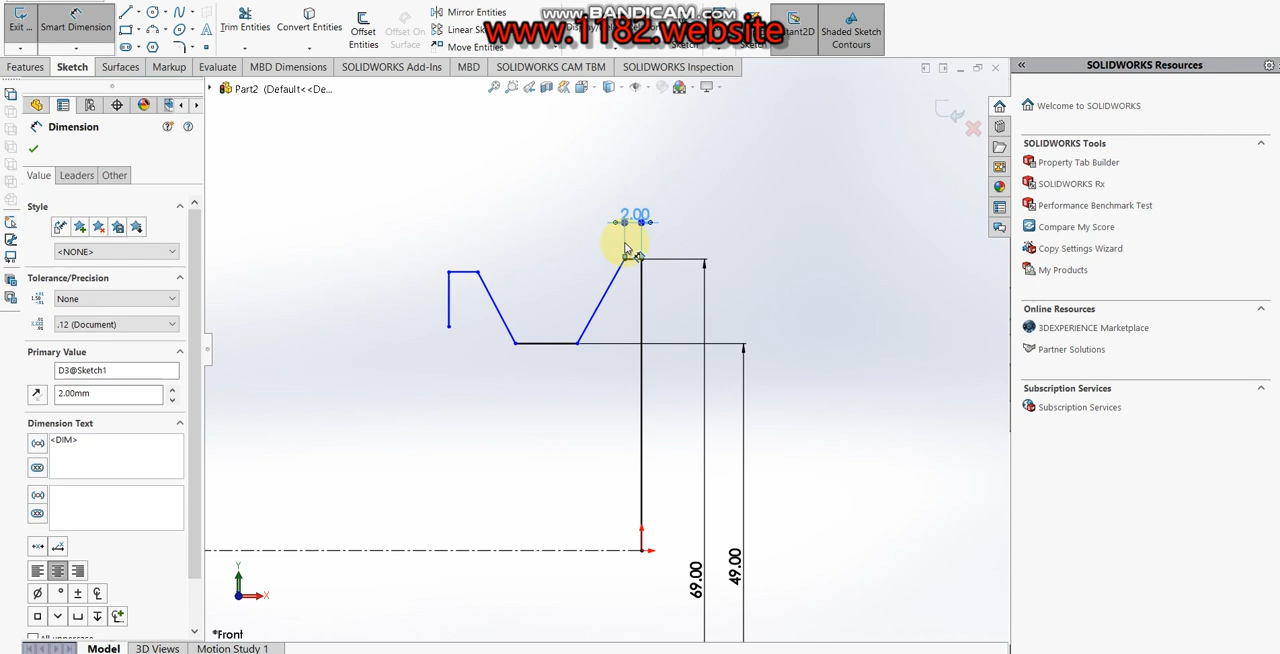 www.BANDICAM.com
www.1182.website
Exit ...
Smart Dimension
Trim Entities
Convert Entities
Offset Entities
Offset On Surface
Mirror Entities
Linear Sk
Move Entities
Shaded Sketch Contours
Features
Sketch
Surfaces
Markup
Evaluate
MBD Dimensions
SOLIDWORKS Add-Ins
MBD
SOLIDWORKS CAM TBM
SOLIDWORKS Inspection
Part2 (Default<<De...
Dimension
Value
Leaders
Other
Style
<NONE>
Tolerance/Precision
None
.12 (Document)
Primary Value
D3@Sketch1
2.00mm
Dimension Text
<DIM>
2.00
69.00
49.00
Y
X
*Front
Model
3D Views
Motion Study 1
SOLIDWORKS Resources
Welcome to SOLIDWORKS
SOLIDWORKS Tools
Property Tab Builder
SOLIDWORKS Rx
Performance Benchmark Test
Compare My Score
Copy Settings Wizard
My Products
Online Resources
3DEXPERIENCE Marketplace
Partner Solutions
Subscription Services
Subscription Services